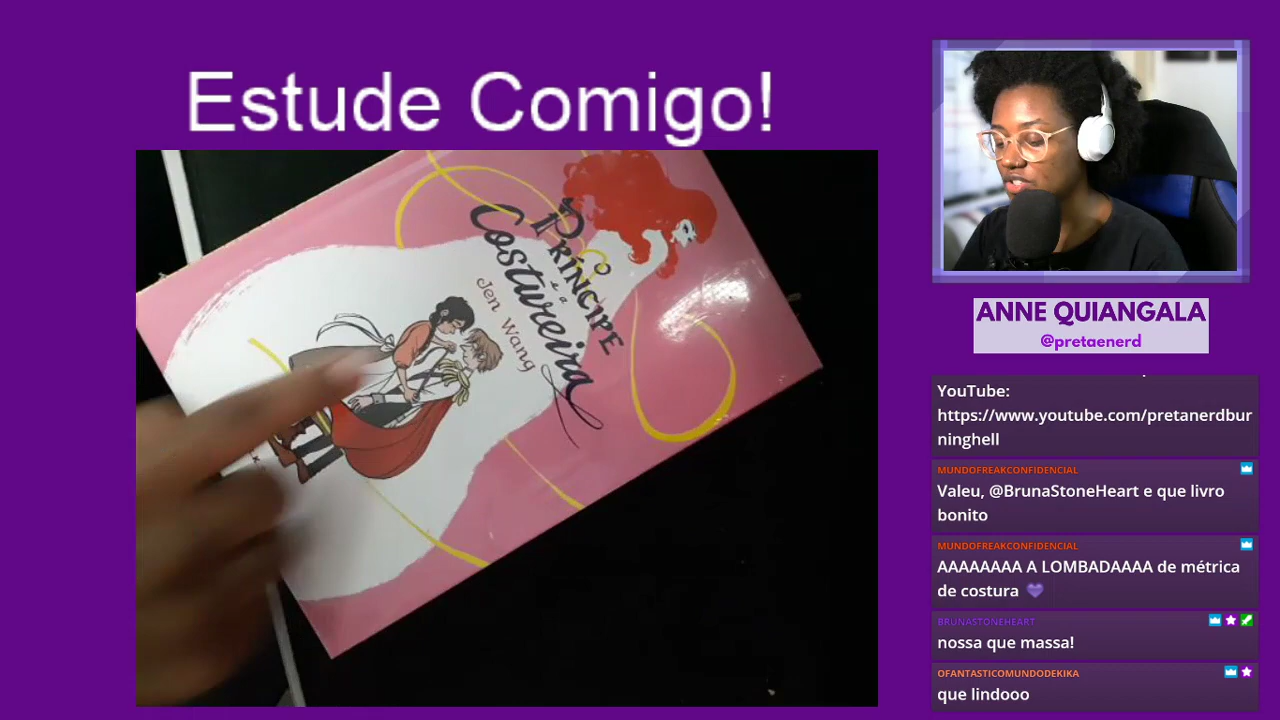 Estude Comigo!
O
PRÍNCIPE
e a
Costureira
Jen Wang
ANNE QUIANGALA
@pretaenerd
YouTube:
https://www.youtube.com/pretanerdbur
ninghell
MUNDOFREAKCONFIDENCIAL
Valeu, @BrunaStoneHeart e que livro
bonito
MUNDOFREAKCONFIDENCIAL
AAAAAAAA A LOMBADAAAA de métrica
de costura 💜
BRUNASTONEHEART
nossa que massa!
OFANTASTICOMUNDODEKIKA
que lindooo